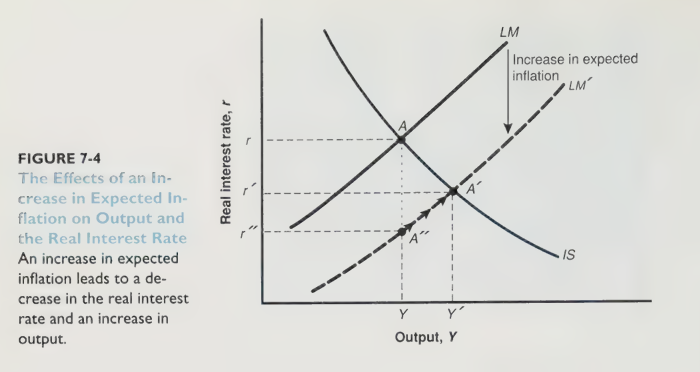 FIGURE 7-4
The Effects of an In-
crease in Expected In-
flation on Output and
the Real Interest Rate
An increase in expected
inflation leads to a de-
crease in the real interest
rate and an increase in
output.
Real interest rate, r
LM
Increase in expected
inflation
LM′
A
r
r′
A′
r″
A″
IS
Y
Y′
Output, Y